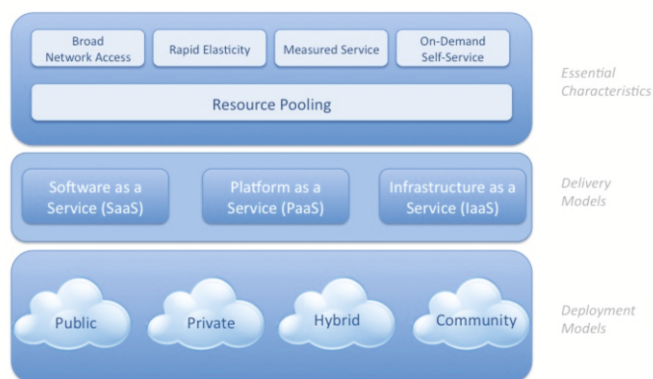 Broad
Network Access
Rapid Elasticity
Measured Service
On-Demand
Self-Service
Resource Pooling
Essential
Characteristics
Software as a
Service (SaaS)
Platform as a
Service (PaaS)
Infrastructure as a
Service (IaaS)
Delivery
Models
Public
Private
Hybrid
Community
Deployment
Models